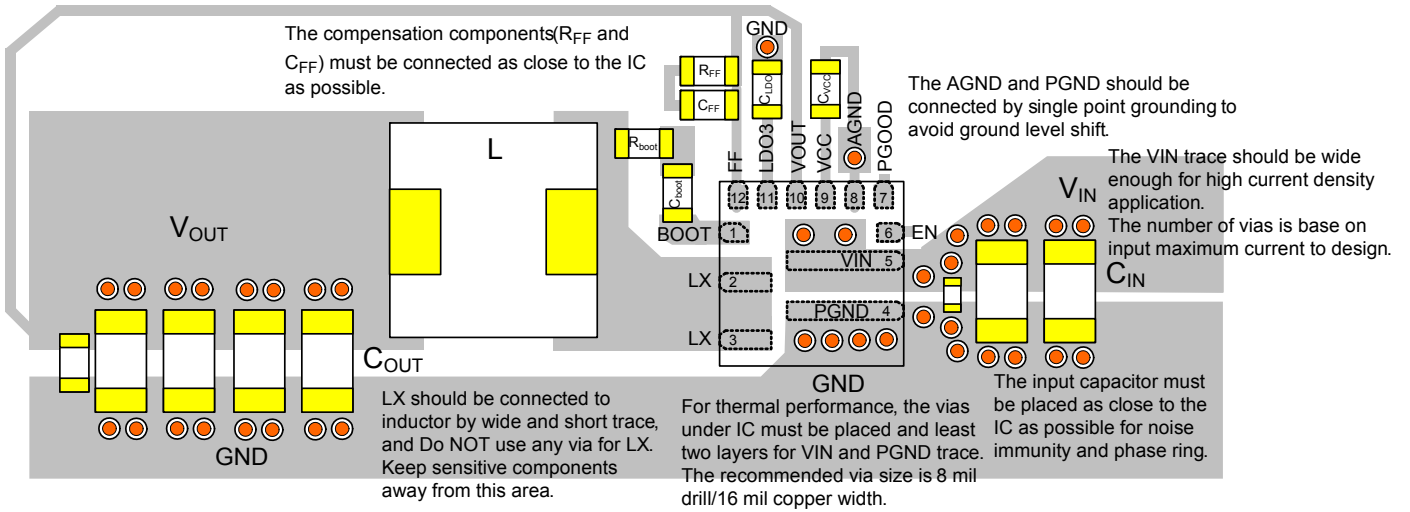 The compensation components(RFF and
CFF) must be connected as close to the IC
as possible.
GND
RFF
CFF
CLDO
CVCC
AGND
The AGND and PGND should be
connected by single point grounding to
avoid ground level shift.
L
Rboot
Cboot
FF
LDO3
VOUT
VCC
PGOOD
The VIN trace should be wide
enough for high current density
application.
The number of vias is base on
input maximum current to design.
VIN
12
11
10
9
8
7
VOUT
BOOT
1
6
EN
VIN
5
LX
2
CIN
PGND
4
LX
3
COUT
GND
LX should be connected to
inductor by wide and short trace,
and Do NOT use any via for LX.
Keep sensitive components
away from this area.
GND
For thermal performance, the vias
under IC must be placed and least
two layers for VIN and PGND trace.
The recommended via size is 8 mil
drill/16 mil copper width.
The input capacitor must
be placed as close to the
IC as possible for noise
immunity and phase ring.